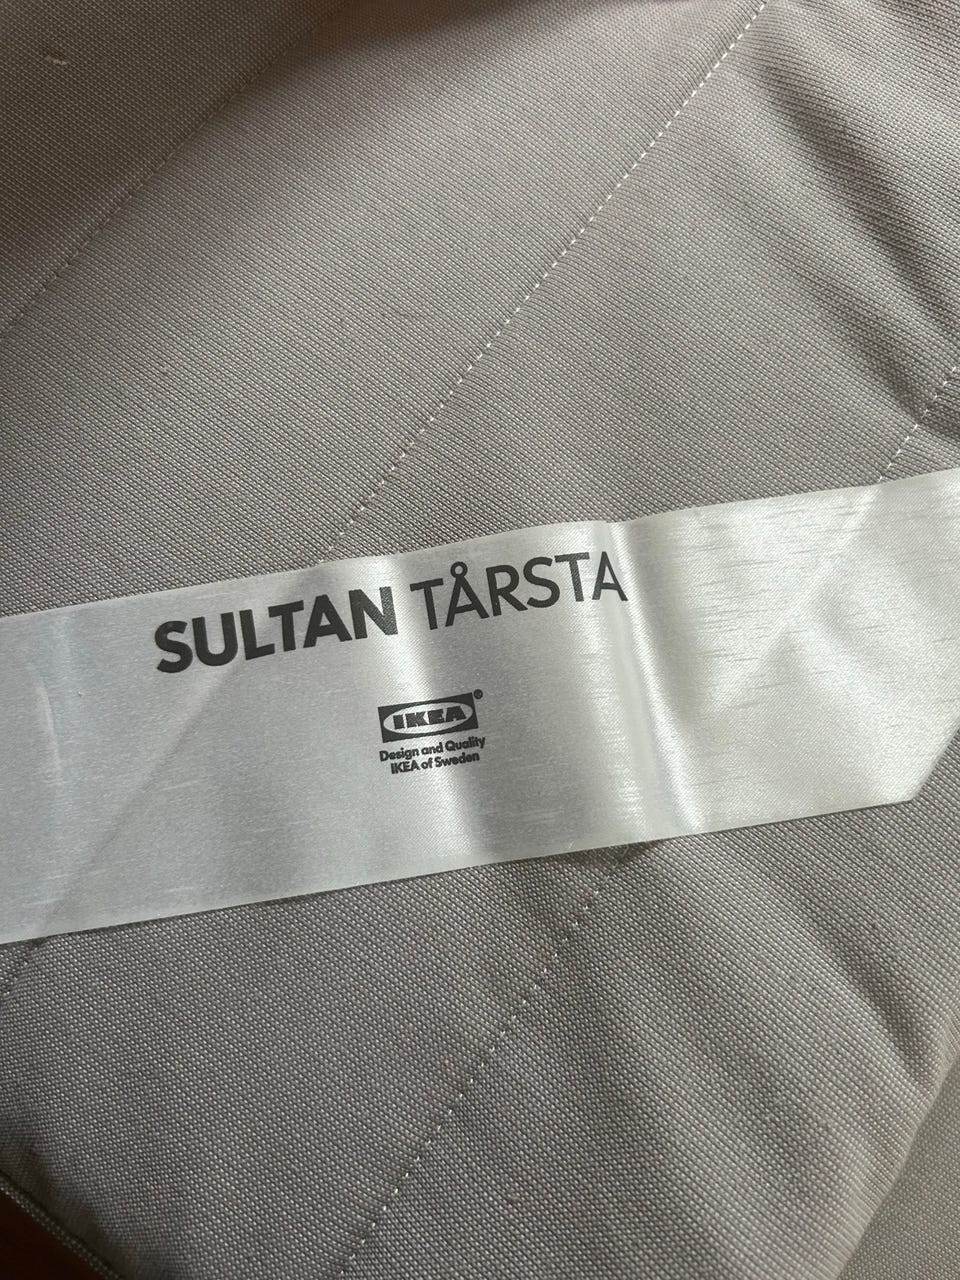 SULTAN TÅRSTA
IKEA®
Design and Quality
IKEA of Sweden